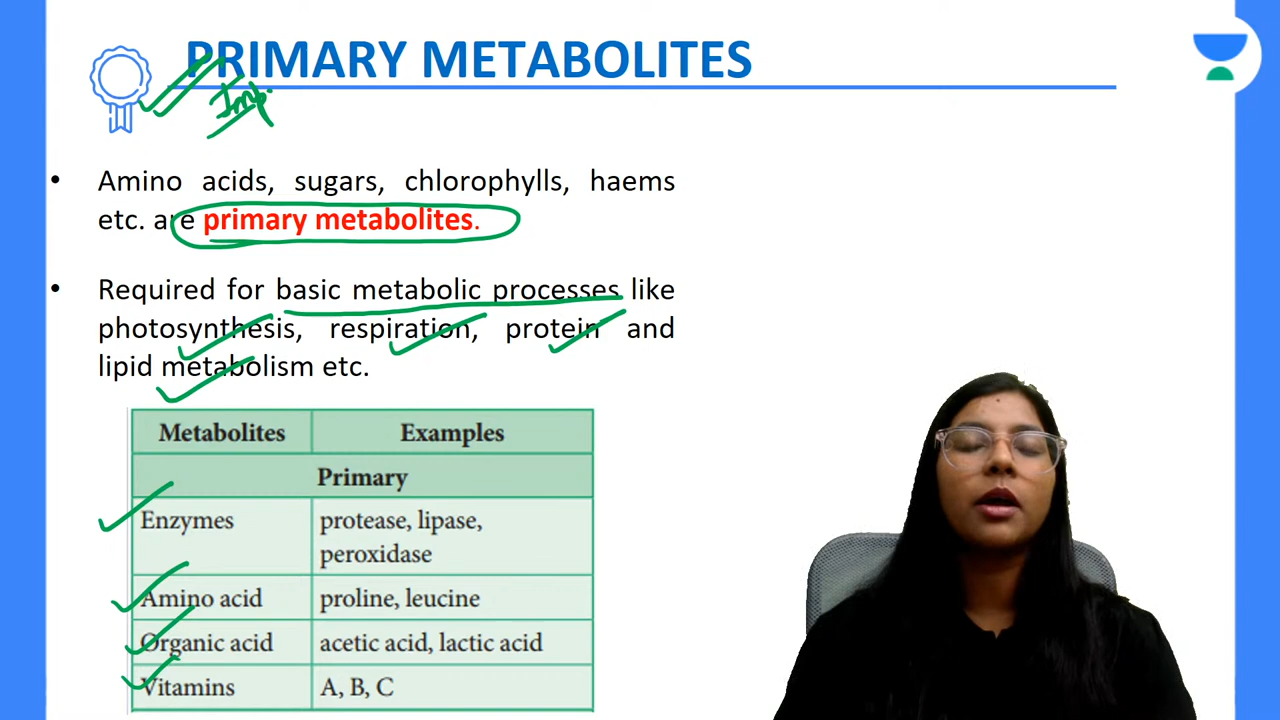 PRIMARY METABOLITES
Imp.
• Amino acids, sugars, chlorophylls, haems
etc. are primary metabolites.
• Required for basic metabolic processes like
photosynthesis, respiration, protein and
lipid metabolism etc.
Metabolites Examples
Primary
Enzymes protease, lipase,
peroxidase
Amino acid proline, leucine
Organic acid acetic acid, lactic acid
Vitamins A, B, C